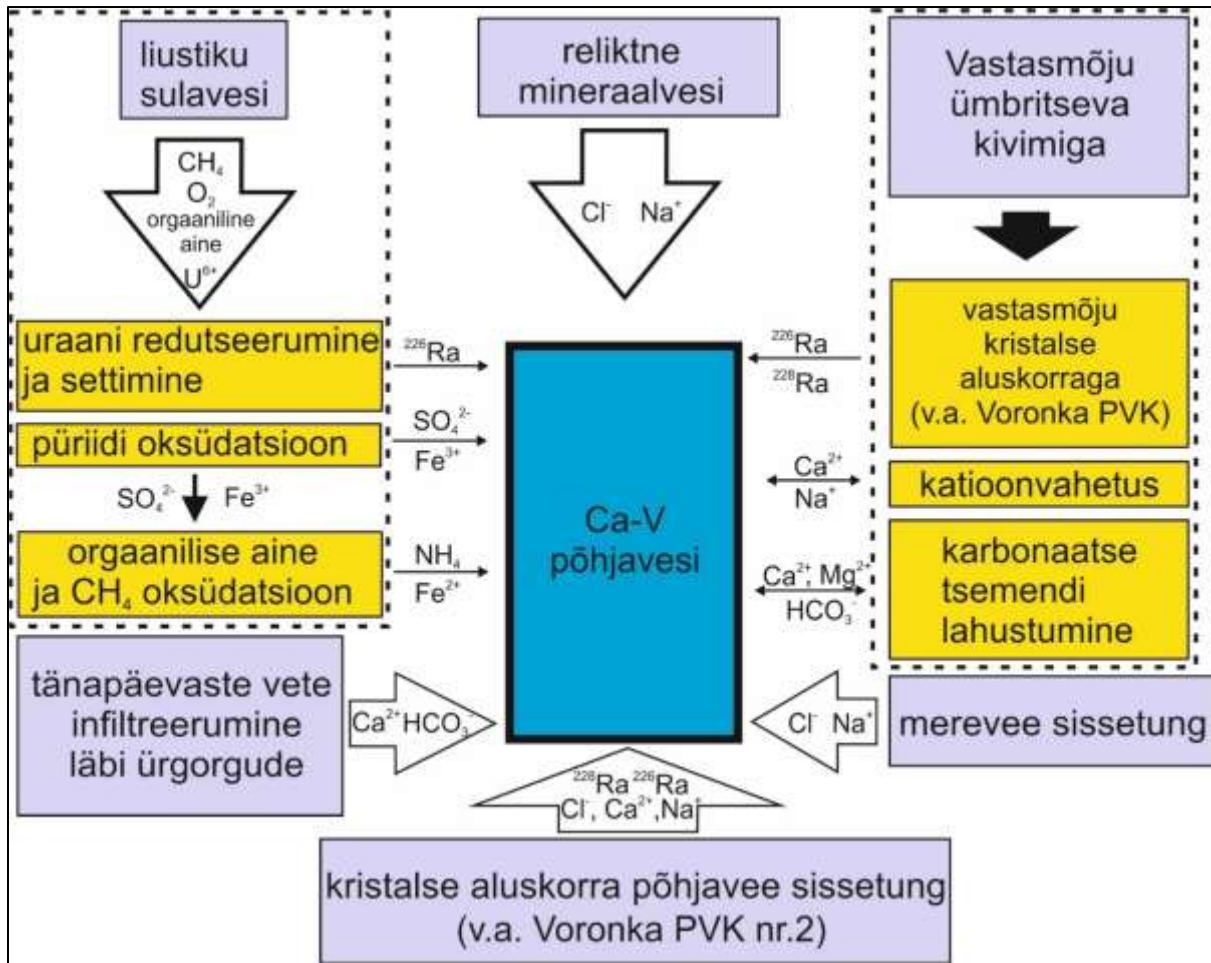 liustiku
sulavesi
CH₄
O₂
orgaaniline
aine
U⁶⁺
uraani redutseerumine
ja settimine
²²⁶Ra
püriidi oksüdatsioon
SO₄²⁻
Fe³⁺
SO₄²⁻ Fe³⁺
orgaanilise aine
ja CH₄ oksüdatsioon
NH₄
Fe²⁺
tänapäevaste vete
infiltreerumine
läbi ürgorgude
Ca²⁺ HCO₃⁻
reliktne
mineraalvesi
Cl⁻ Na⁺
Ca-V
põhjavesi
²²⁸Ra ²²⁶Ra
Cl⁻, Ca²⁺,Na⁺
kristalse aluskorra põhjavee sissetung
(v.a. Voronka PVK nr.2)
Vastasmõju
ümbritseva
kivimiga
vastasmõju
kristalse
aluskorraga
(v.a. Voronka PVK)
²²⁶Ra
²²⁸Ra
katioonvahetus
Ca²⁺
Na⁺
karbonaatse
tsemendi
lahustumine
Ca²⁺; Mg²⁺
HCO₃⁻
merevee sissetung
Cl⁻ Na⁺